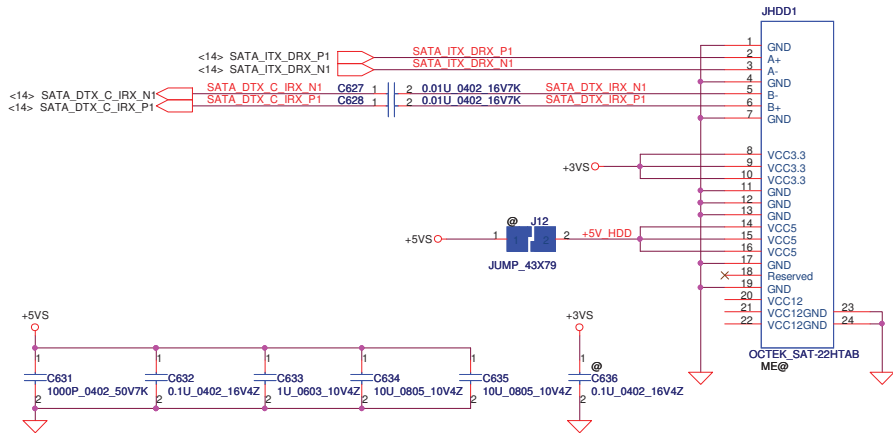 JHDD1
<14> SATA_ITX_DRX_P1 SATA_ITX_DRX_P1 1 GND
<14> SATA_ITX_DRX_N1 SATA_ITX_DRX_N1 2 A+
3 A-
4 GND
<14> SATA_DTX_C_IRX_N1 SATA_DTX_C_IRX_N1 C627 1 2 0.01U_0402_16V7K SATA_DTX_IRX_N1 5 B-
<14> SATA_DTX_C_IRX_P1 SATA_DTX_C_IRX_P1 C628 1 2 0.01U_0402_16V7K SATA_DTX_IRX_P1 6 B+
7 GND
8 VCC3.3
+3VS 9 VCC3.3
10 VCC3.3
11 GND
12 GND
13 GND
@ J12 14 VCC5
+5VS 1 1 2 2 +5V_HDD 15 VCC5
16 VCC5
JUMP_43X79 17 GND
18 Reserved
19 GND
20 VCC12
21 VCC12GND 23
22 VCC12GND 24
OCTEK_SAT-22HTAB
ME@
+5VS +3VS
1 1 1 1 1 1
@
C631 C632 C633 C634 C635 C636
1000P_0402_50V7K 0.1U_0402_16V4Z 1U_0603_10V4Z 10U_0805_10V4Z 10U_0805_10V4Z 0.1U_0402_16V4Z
2 2 2 2 2 2